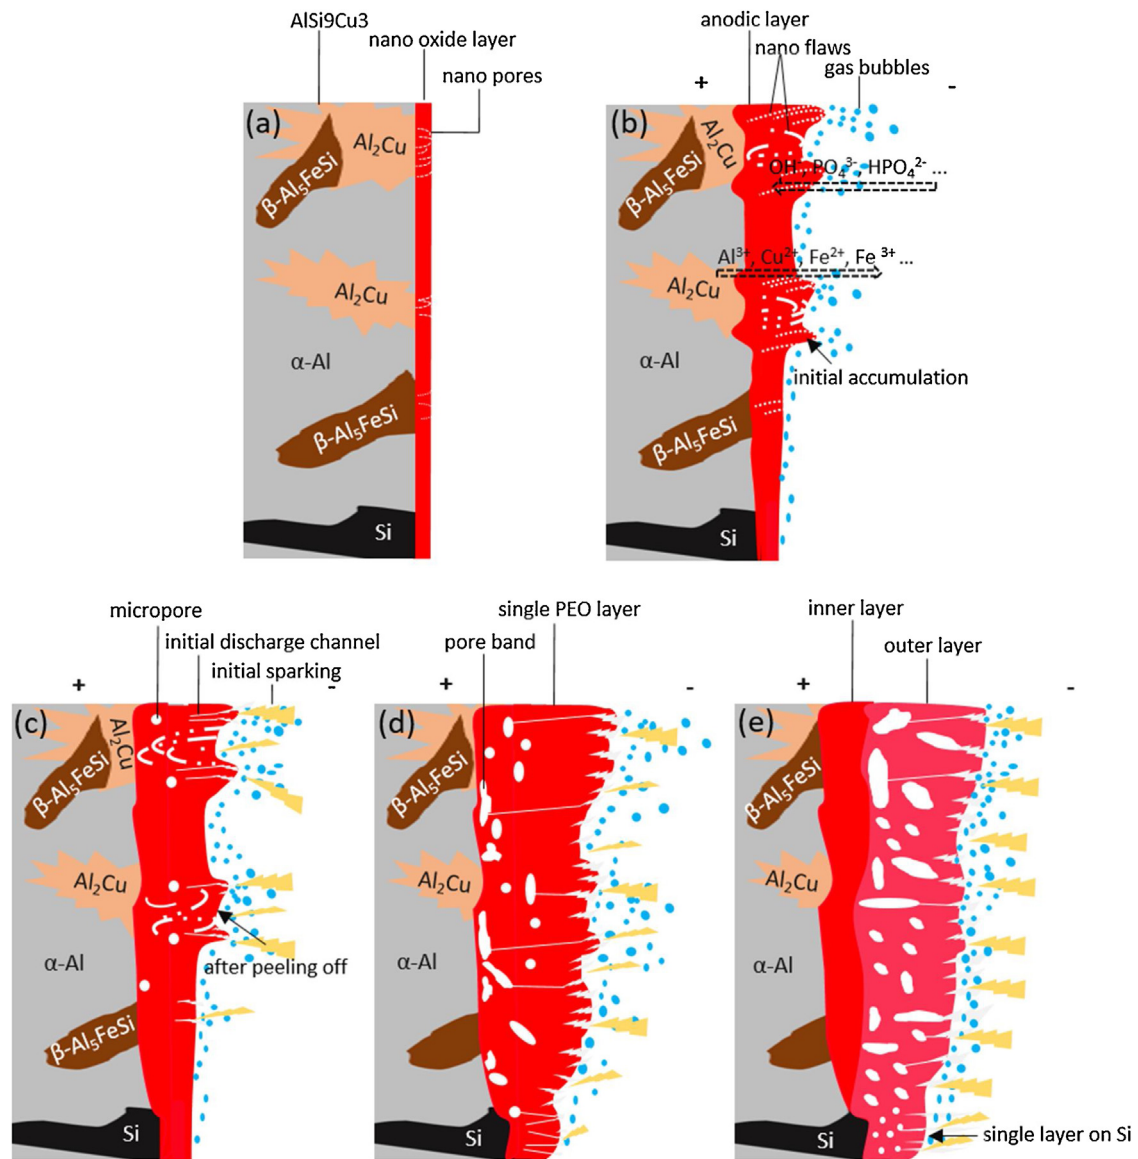 AlSi9Cu3
nano oxide layer
nano pores
(a)
Al₂Cu
β-Al₅FeSi
Al₂Cu
α-Al
β-Al₅FeSi
Si
anodic layer
nano flaws
gas bubbles
+
-
(b)
Al₂Cu
β-Al₅FeSi
OH⁻, PO₄³⁻, HPO₄²⁻ ...
Al³⁺, Cu²⁺, Fe²⁺, Fe ³⁺ ...
Al₂Cu
α-Al
initial accumulation
β-Al₅FeSi
Si
micropore
initial discharge channel
initial sparking
+
-
(c)
Al₂Cu
β-Al₅FeSi
Al₂Cu
α-Al
after peeling off
β-Al₅FeSi
Si
single PEO layer
pore band
+
-
(d)
β-Al₅FeSi
Al₂Cu
α-Al
Si
inner layer
outer layer
+
-
(e)
β-Al₅FeSi
Al₂Cu
α-Al
Si
single layer on Si